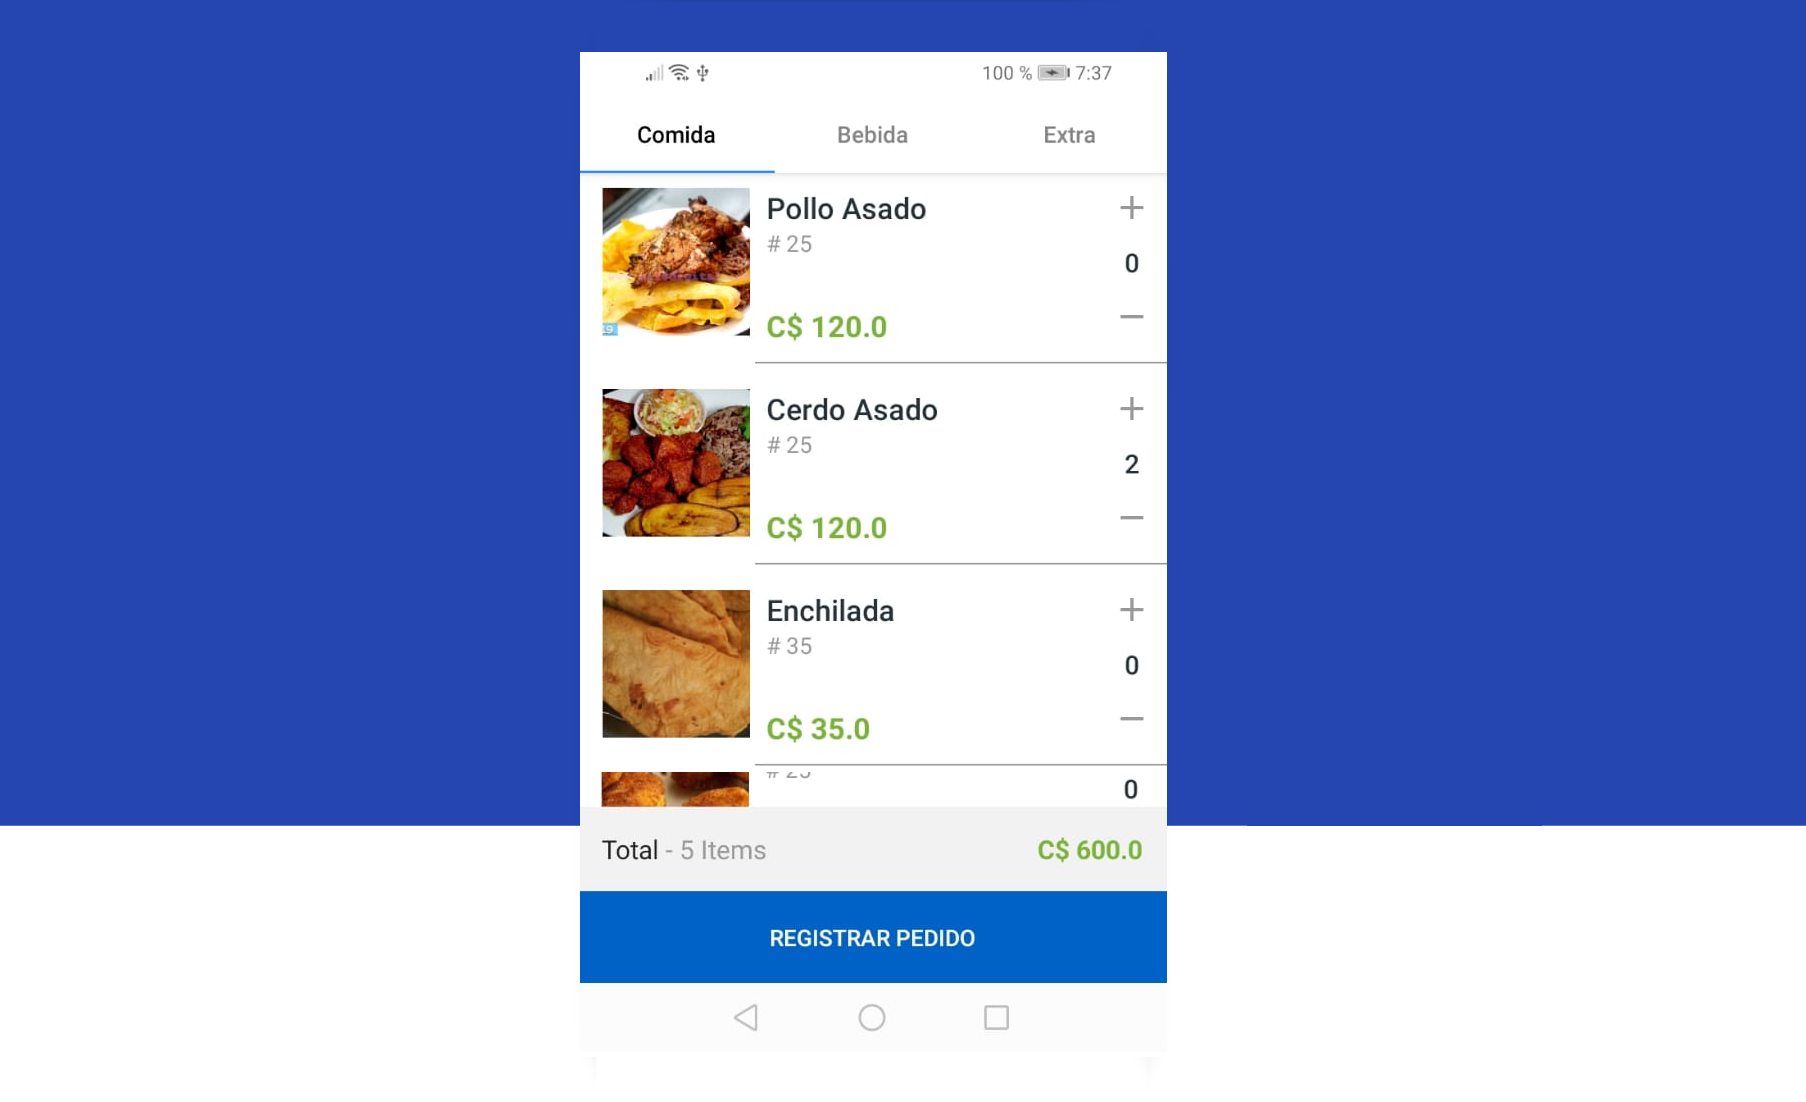 100 % 7:37
Comida Bebida Extra
Pollo Asado
# 25
0
C$ 120.0
19
Cerdo Asado
# 25
2
C$ 120.0
Enchilada
# 35
0
C$ 35.0
0
Total - 5 Items C$ 600.0
REGISTRAR PEDIDO